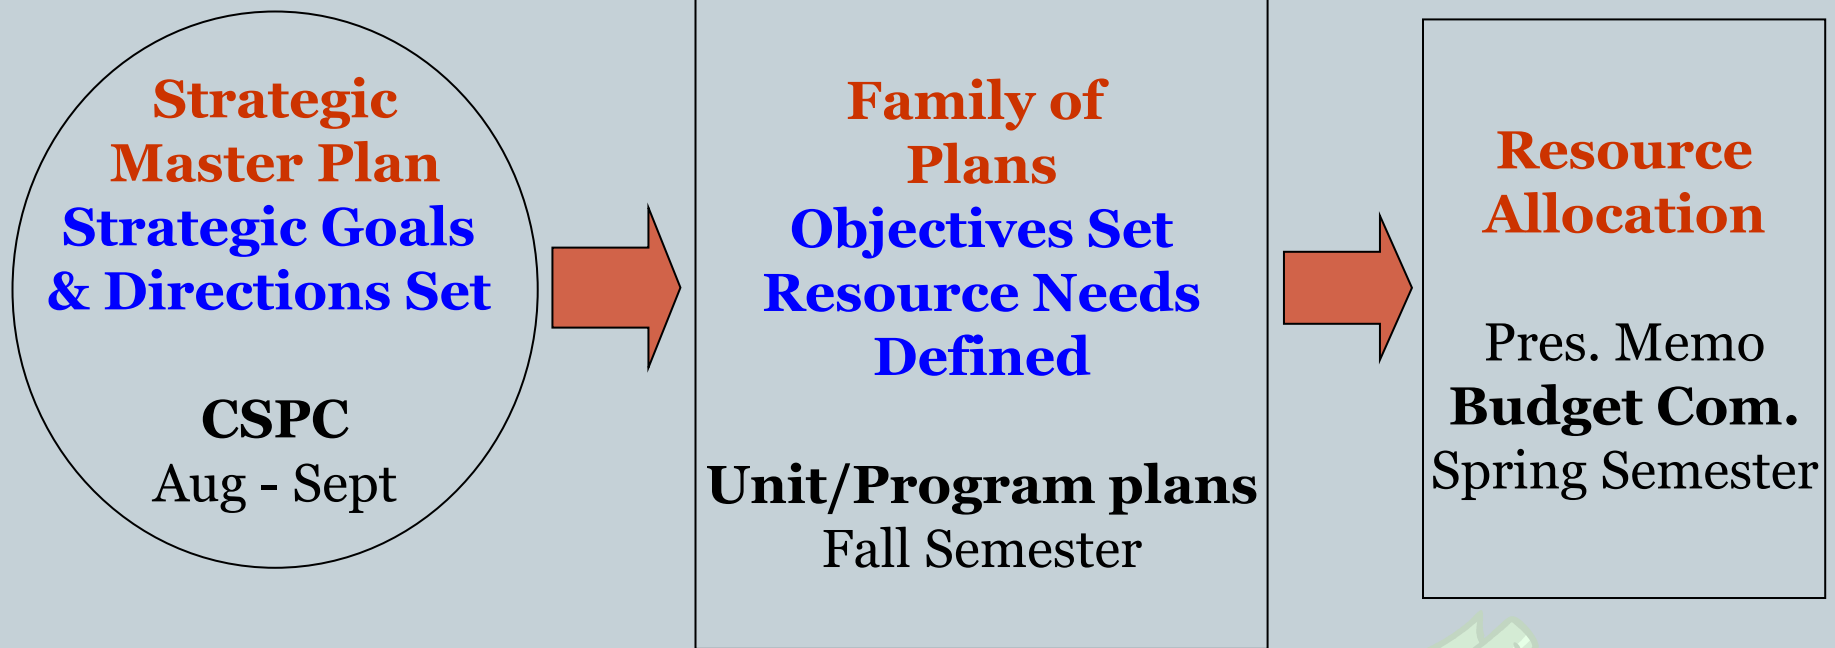 Strategic
Master Plan
Strategic Goals
& Directions Set
CSPC
Aug - Sept
Family of
Plans
Objectives Set
Resource Needs
Defined
Unit/Program plans
Fall Semester
Resource
Allocation
Pres. Memo
Budget Com.
Spring Semester